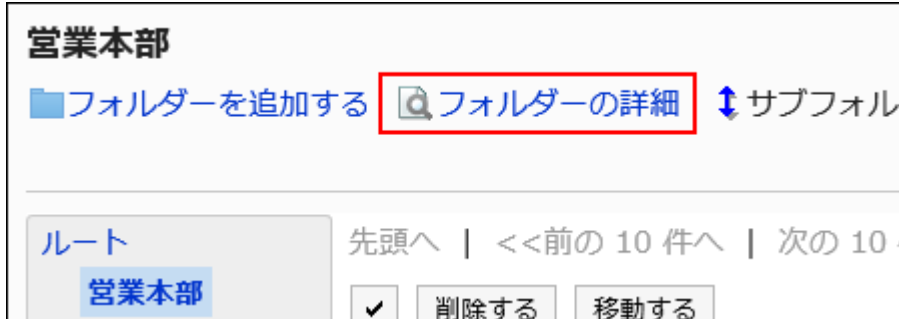 営業本部
フォルダーを追加する フォルダーの詳細 サブフォル
ルート
先頭へ | <<前の 10 件へ | 次の 10
営業本部
削除する 移動する